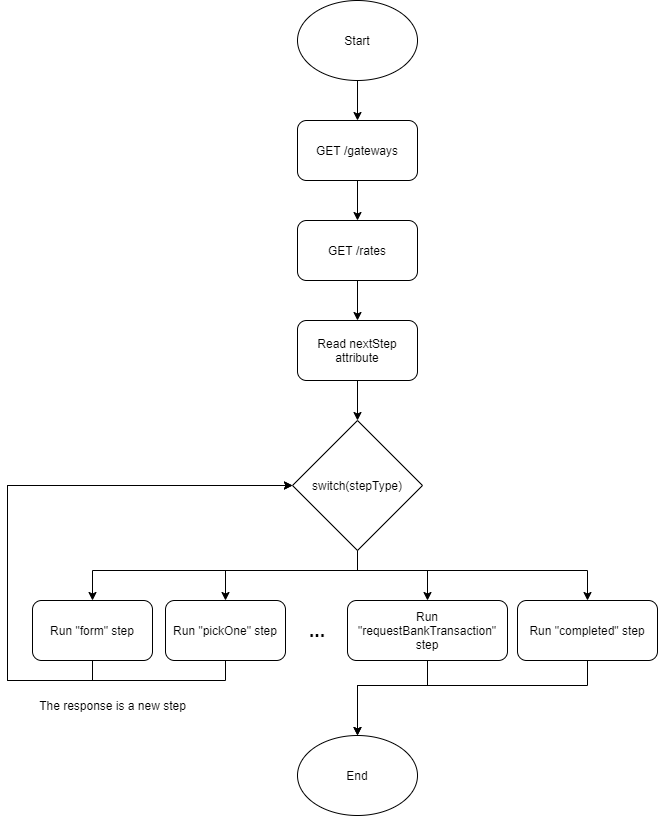 Start
GET /gateways
GET /rates
Read nextStep
attribute
switch(stepType)
Run "form" step
Run "pickOne" step
...
Run
"requestBankTransaction"
step
Run "completed" step
The response is a new step
End